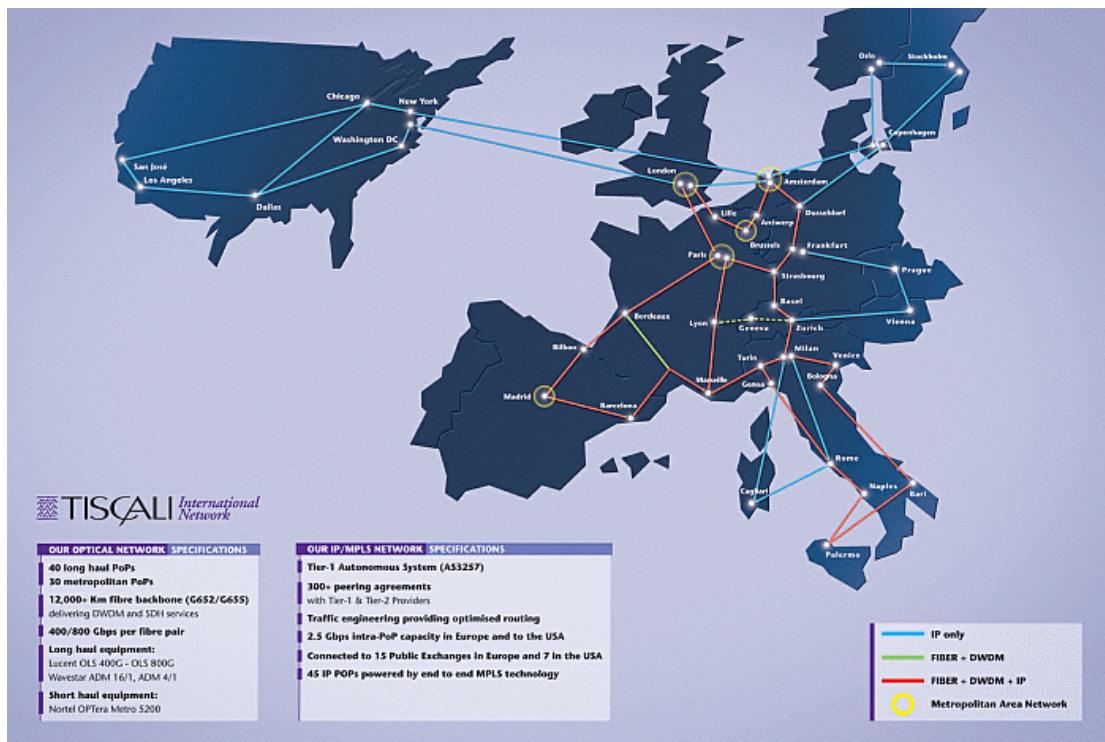 Oslo
Stockholm
Chicago
New York
Copenhagen
Washington DC
San José
London
Amsterdam
Los Angeles
Dallas
Lille
Dusseldorf
Antwerp
Brussels
Frankfurt
Paris
Prague
Strasbourg
Basel
Bordeaux
Lyon
Geneva
Zurich
Vienna
Bilbao
Milan
Turin
Venice
Genoa
Marseille
Bologna
Madrid
Barcelona
Rome
Cagliari
Naples
Bari
Palermo
TISCALI International
Network
OUR OPTICAL NETWORK SPECIFICATIONS
40 long haul PoPs
30 metropolitan PoPs
12,000+ Km fibre backbone (G652/G655)
delivering DWDM and SDH services
400/800 Gbps per fibre pair
Long haul equipment:
Lucent OLS 400G - OLS 800G
Wavestar ADM 16/1, ADM 4/1
Short haul equipment:
Nortel OPTera Metro 5200
OUR IP/MPLS NETWORK SPECIFICATIONS
Tier-1 Autonomous System (AS3257)
300+ peering agreements
with Tier-1 & Tier-2 Providers
Traffic engineering providing optimised routing
2.5 Gbps intra-PoP capacity in Europe and to the USA
Connected to 15 Public Exchanges in Europe and 7 in the USA
45 IP POPs powered by end to end MPLS technology
IP only
FIBER + DWDM
FIBER + DWDM + IP
Metropolitan Area Network